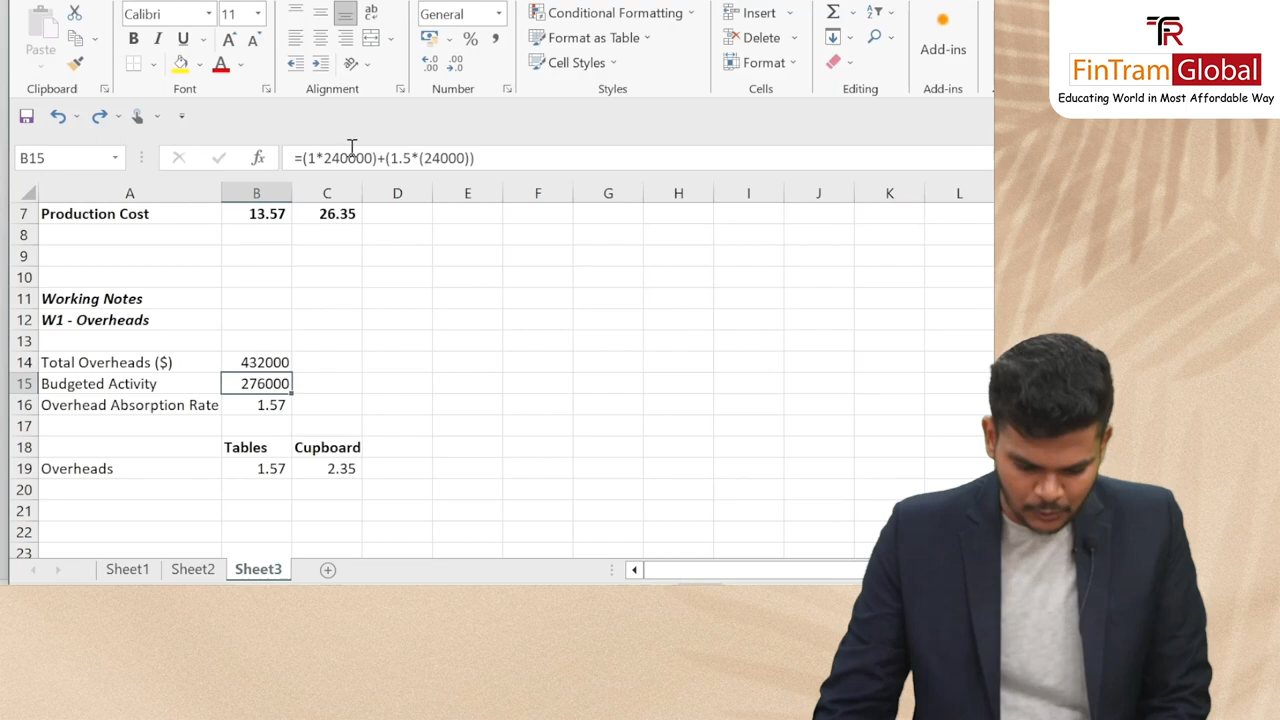 Paste
Clipboard
Calibri 11
B I U A A
A
Font
ab
Alignment
General
% ,
Number
Conditional Formatting
Format as Table
Cell Styles
Styles
Insert
Delete
Format
Cells
Σ
Editing
Add-ins
Add-ins
TR
FinTram Global
Educating World in Most Affordable Way
B15 fx =(1*240000)+(1.5*(24000))
A B C D E F G H I J K L
7 Production Cost 13.57 26.35
8
9
10
11 Working Notes
12 W1 - Overheads
13
14 Total Overheads ($) 432000
15 Budgeted Activity 276000
16 Overhead Absorption Rate 1.57
17
18 Tables Cupboard
19 Overheads 1.57 2.35
20
21
22
23
Sheet1 Sheet2 Sheet3